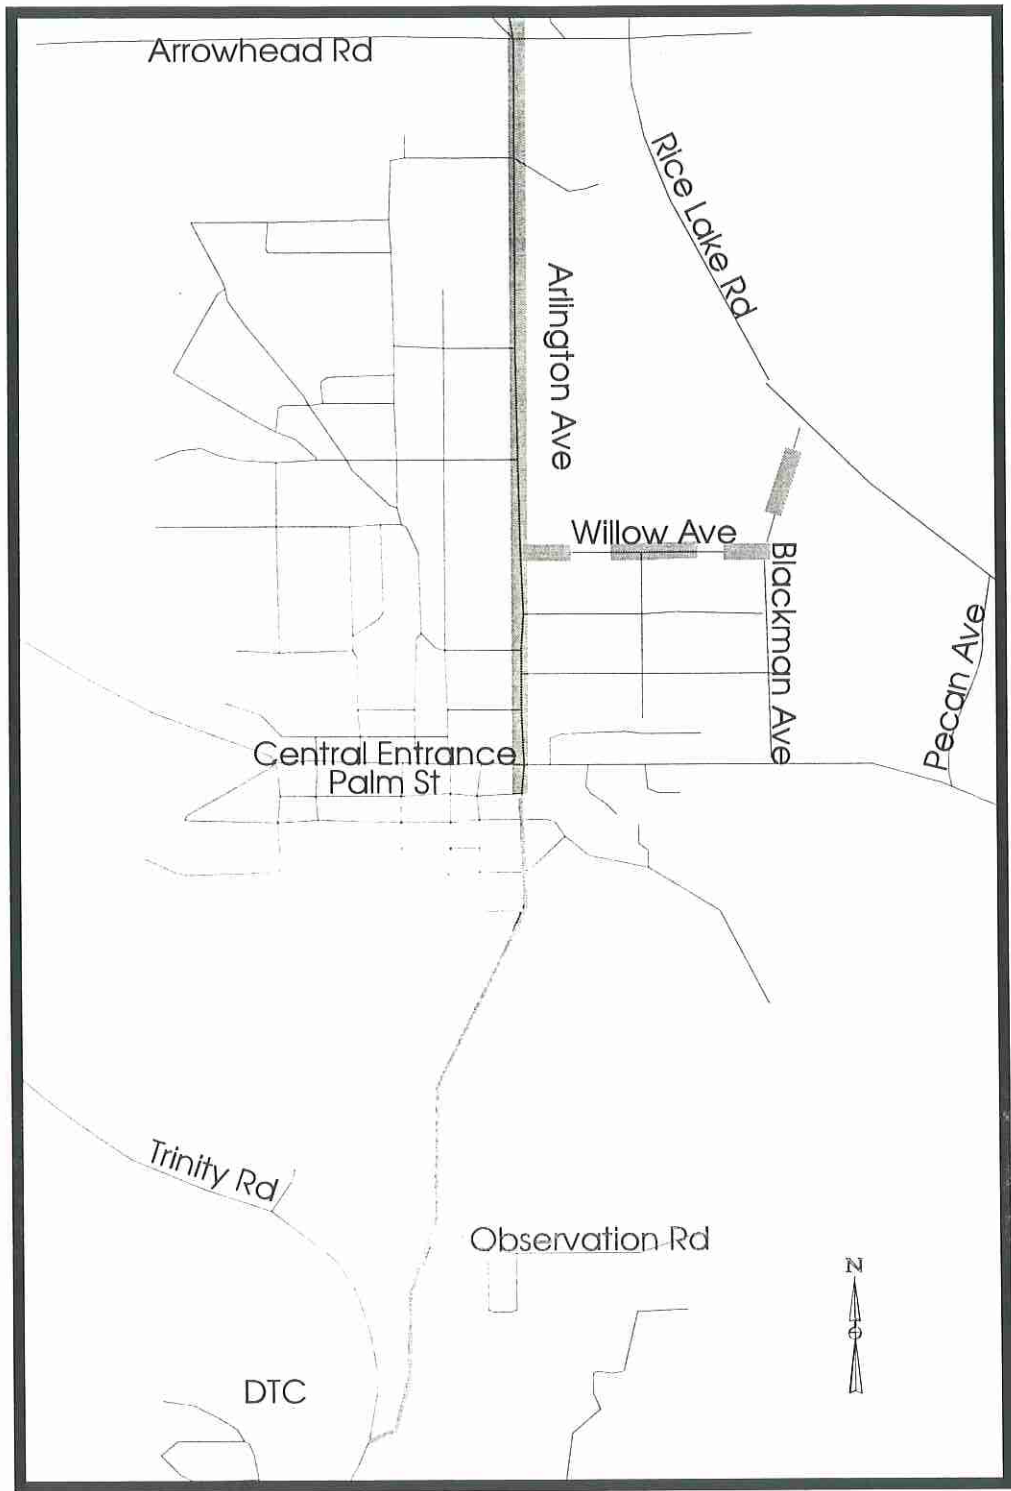 Arrowhead Rd
Rice Lake Rd
Arlington Ave
Willow Ave
Blackman Ave
Pecan Ave
Central Entrance
Palm St
Trinity Rd
Observation Rd
N
DTC